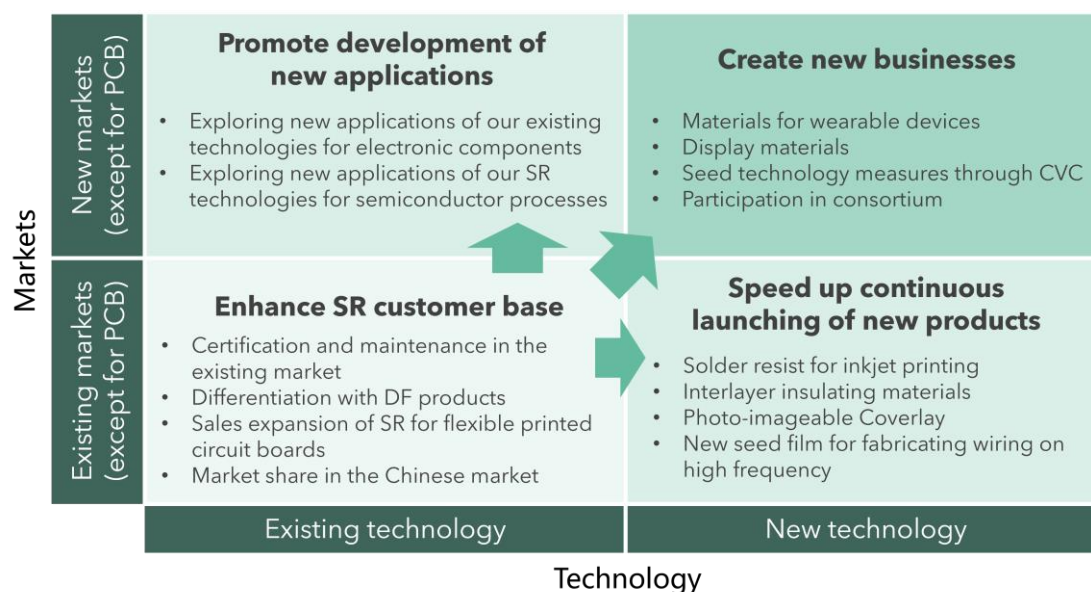 Markets
New markets
(except for PCB)
Promote development of
new applications
• Exploring new applications of our existing
technologies for electronic components
• Exploring new applications of our SR
technologies for semiconductor processes
Create new businesses
• Materials for wearable devices
• Display materials
• Seed technology measures through CVC
• Participation in consortium
Existing markets
(except for PCB)
Enhance SR customer base
• Certification and maintenance in the
existing market
• Differentiation with DF products
• Sales expansion of SR for flexible printed
circuit boards
• Market share in the Chinese market
Speed up continuous
launching of new products
• Solder resist for inkjet printing
• Interlayer insulating materials
• Photo-imageable Coverlay
• New seed film for fabricating wiring on
high frequency
Existing technology
New technology
Technology